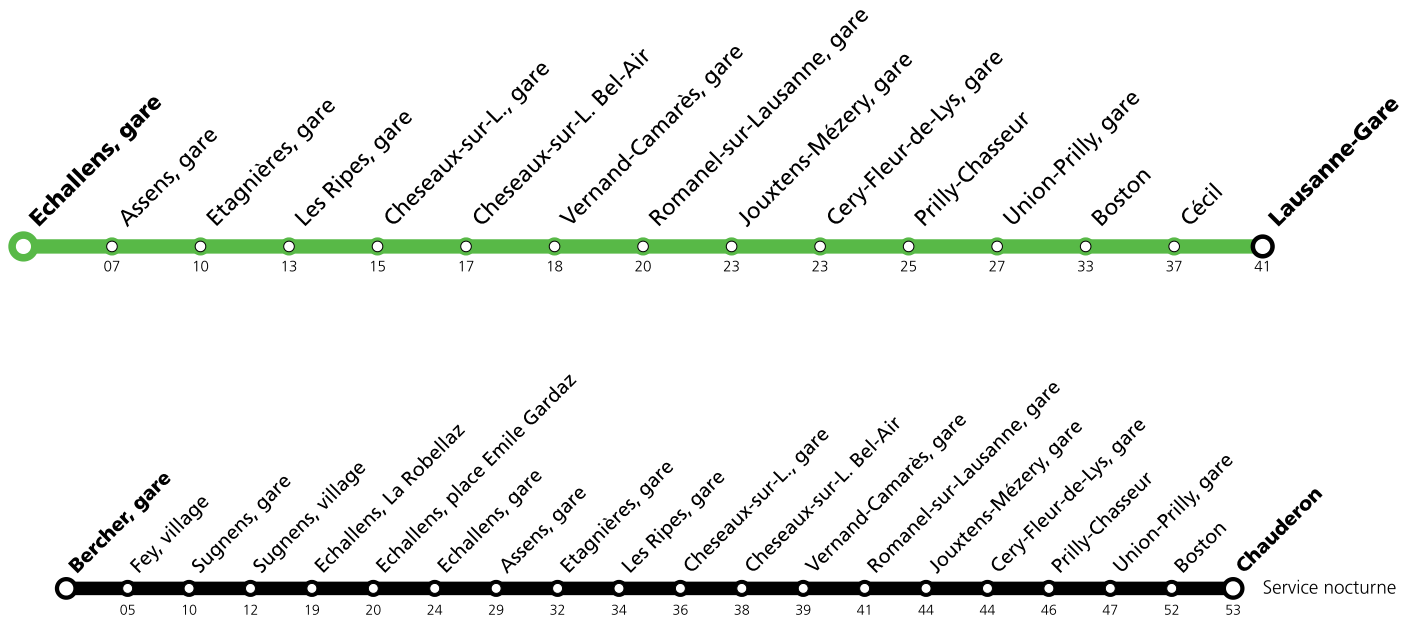 Echallens, gare
Assens, gare
Etagnières, gare
Les Ripes, gare
Cheseaux-sur-L., gare
Cheseaux-sur-L. Bel-Air
Vernand-Camarès, gare
Romanel-sur-Lausanne, gare
Jouxtens-Mézery, gare
Cery-Fleur-de-Lys, gare
Prilly-Chasseur
Union-Prilly, gare
Boston
Cécil
Lausanne-Gare
07 10 13 15 17 18 20 23 23 25 27 33 37 41
Bercher, gare
Fey, village
Sugnens, gare
Sugnens, village
Echallens, La Robellaz
Echallens, place Emile Gardaz
Echallens, gare
Assens, gare
Etagnières, gare
Les Ripes, gare
Cheseaux-sur-L., gare
Cheseaux-sur-L. Bel-Air
Vernand-Camarès, gare
Romanel-sur-Lausanne, gare
Jouxtens-Mézery, gare
Cery-Fleur-de-Lys, gare
Prilly-Chasseur
Union-Prilly, gare
Boston
Chauderon
Service nocturne
05 10 12 19 20 24 29 32 34 36 38 39 41 44 44 46 47 52 53